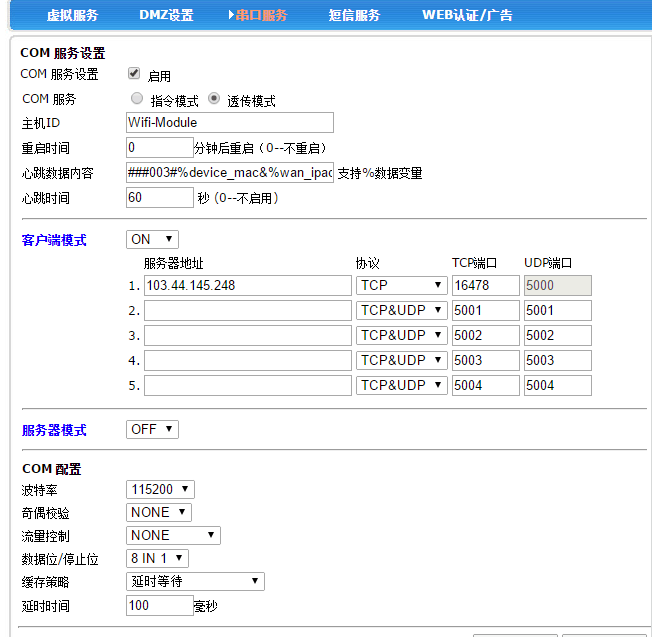 虚拟服务 DMZ设置 串口服务 短信服务 WEB认证/广告
COM 服务设置
COM 服务设置 启用
COM 服务 指令模式 透传模式
主机ID Wifi-Module
重启时间 0 分钟后重启（0--不重启）
心跳数据内容 ###003#%device_mac&%wan_ipac 支持%数据变量
心跳时间 60 秒 (0--不启用)
客户端模式 ON
服务器地址 协议 TCP端口 UDP端口
1. 103.44.145.248 TCP 16478 5000
2. TCP&UDP 5001 5001
3. TCP&UDP 5002 5002
4. TCP&UDP 5003 5003
5. TCP&UDP 5004 5004
服务器模式 OFF
COM 配置
波特率 115200
奇偶校验 NONE
流量控制 NONE
数据位/停止位 8 IN 1
缓存策略 延时等待
延时时间 100 毫秒